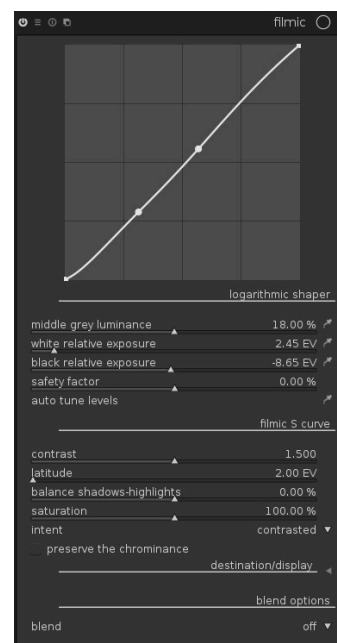 filmic
logarithmic shaper
middle grey luminance 18.00 %
white relative exposure 2.45 EV
black relative exposure -8.65 EV
safety factor 0.00 %
auto tune levels
filmic S curve
contrast 1.500
latitude 2.00 EV
balance shadows-highlights 0.00 %
saturation 100.00 %
intent contrasted
preserve the chrominance
destination/display
blend options
blend off